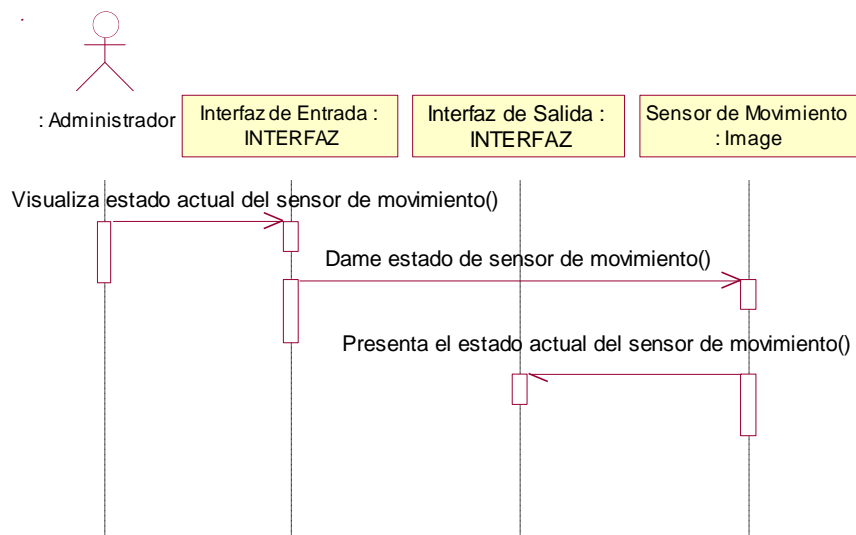 : Administrador
Interfaz de Entrada :
INTERFAZ
Interfaz de Salida :
INTERFAZ
Sensor de Movimiento
: Image
Visualiza estado actual del sensor de movimiento()
Dame estado de sensor de movimiento()
Presenta el estado actual del sensor de movimiento()